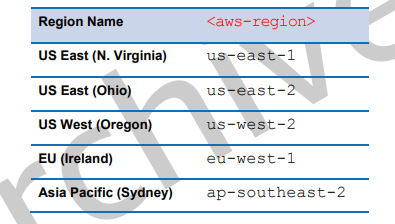 Region Name <aws-region>
US East (N. Virginia) us-east-1
US East (Ohio) us-east-2
US West (Oregon) us-west-2
EU (Ireland) eu-west-1
Asia Pacific (Sydney) ap-southeast-2